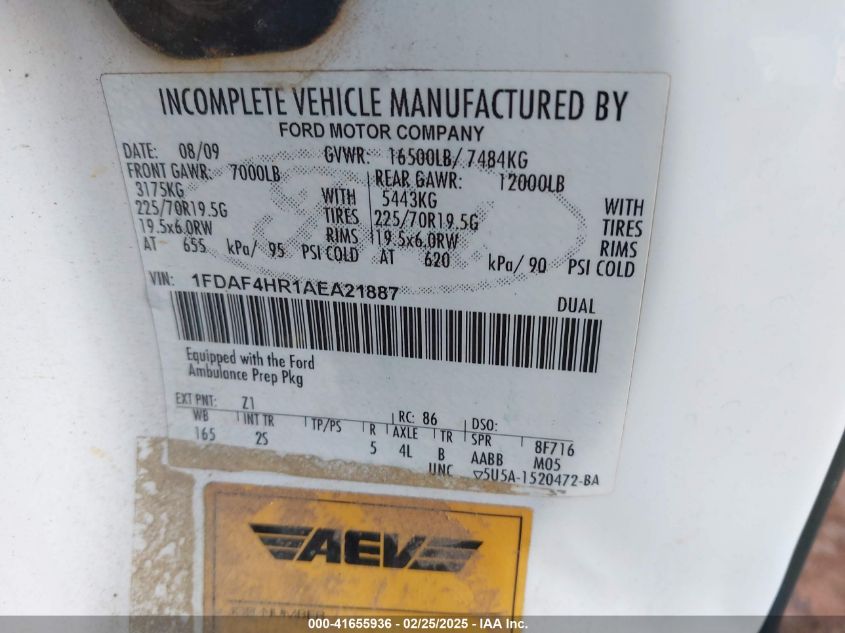 INCOMPLETE VEHICLE MANUFACTURED BY
FORD MOTOR COMPANY
DATE: 08/09 GVWR: 16500LB/ 7484KG
FRONT GAWR: 7000LB REAR GAWR: 12000LB
3175KG WITH 5443KG WITH
225/70R19.5G TIRES 225/70R19.5G TIRES
19.5x6.0RW RIMS 19.5x6.0RW RIMS
AT 655 kPa/ 95 PSI COLD AT 620 kPa/ 90 PSI COLD
VIN: 1FDAF4HR1AEA21887 DUAL
Equipped with the Ford
Ambulance Prep Pkg
EXT PNT: Z1 RC: 86 DSO:
WB INT TR TP/PS R AXLE TR SPR 8F716
165 2S 5 4L B AABB M05
UNC ▽5U5A-1520472-BA
AEV
JOB NUMBER
000-41655936 - 02/25/2025 - IAA Inc.